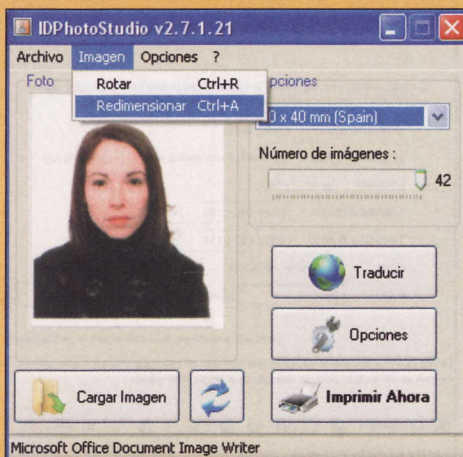 IDPhotoStudio v2.7.1.21
Archivo Imagen Opciones ?
Foto
Rotar Ctrl+R
Redimensionar Ctrl+A
pciones
0 x 40 mm (Spain)
Número de imágenes :
42
Traducir
Opciones
Cargar Imagen
Imprimir Ahora
Microsoft Office Document Image Writer